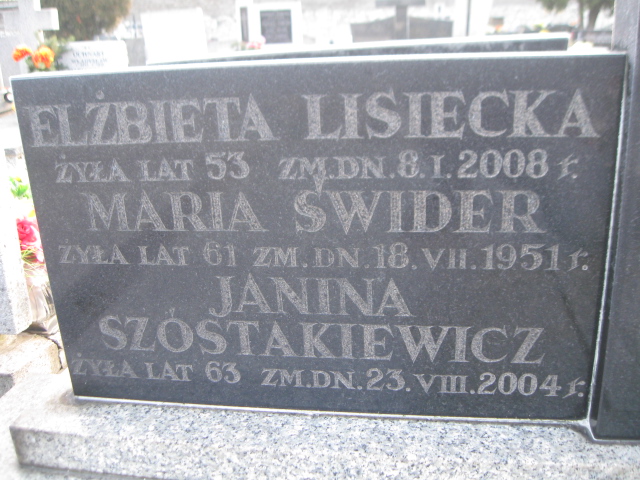 ELŻBIETA LISIECKA
ŻYŁA LAT 53 ZM.DN.8.I.2008 r.
MARIA ŚWIDER
ŻYŁA LAT 61 ZM.DN.18.VII.1951 r.
JANINA
SZÓSTAKIEWICZ
ŻYŁA LAT 63 ZM.DN.23.VIII.2004 r.